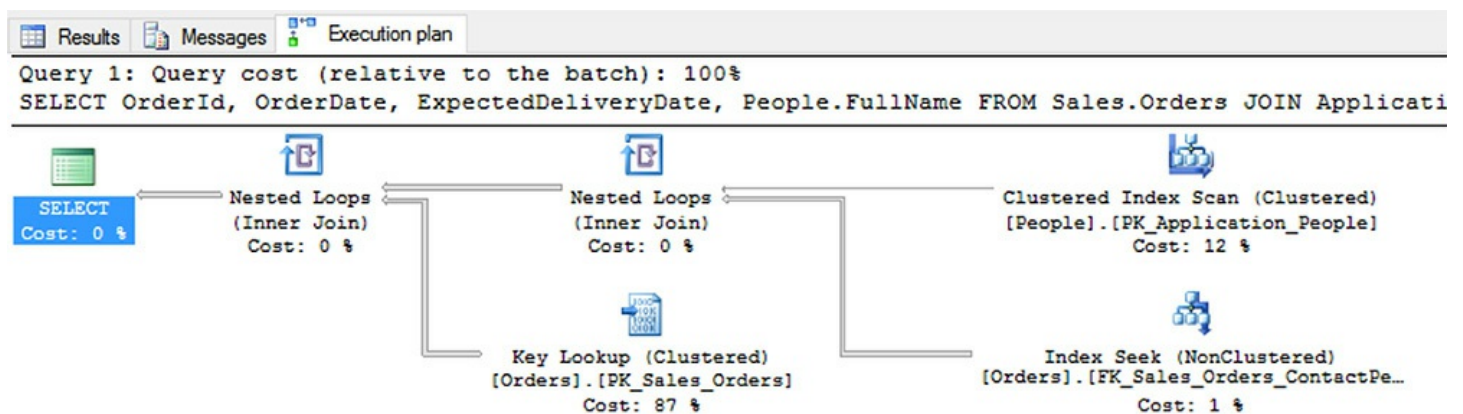 Results Messages Execution plan
Query 1: Query cost (relative to the batch): 100%
SELECT OrderId, OrderDate, ExpectedDeliveryDate, People.FullName FROM Sales.Orders JOIN Applicati
SELECT
Cost: 0 %
Nested Loops
(Inner Join)
Cost: 0 %
Nested Loops
(Inner Join)
Cost: 0 %
Clustered Index Scan (Clustered)
[People].[PK_Application_People]
Cost: 12 %
Key Lookup (Clustered)
[Orders].[PK_Sales_Orders]
Cost: 87 %
Index Seek (NonClustered)
[Orders].[FK_Sales_Orders_ContactPe…
Cost: 1 %